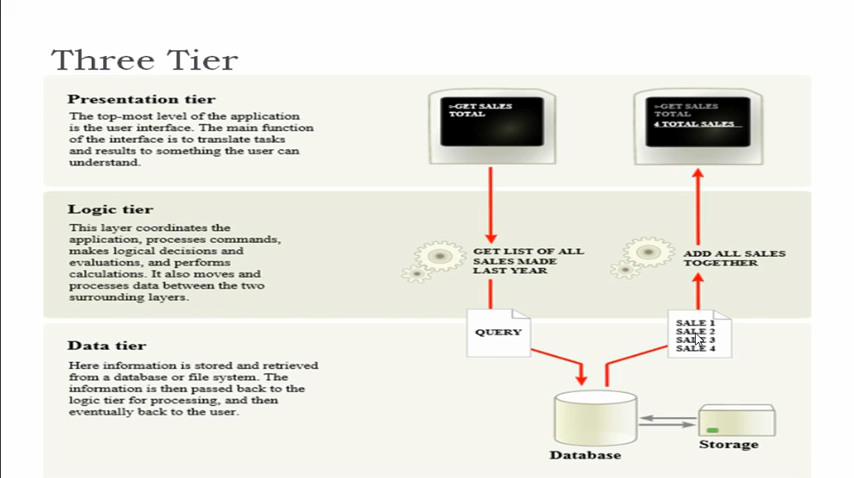 Three Tier
Presentation tier
The top-most level of the application
is the user interface. The main function
of the interface is to translate tasks
and results to something the user can
understand.
>GET SALES
TOTAL
>GET SALES
TOTAL
4 TOTAL SALES
Logic tier
This layer coordinates the
application, processes commands,
makes logical decisions and
evaluations, and performs
calculations. It also moves and
processes data between the two
surrounding layers.
GET LIST OF ALL
SALES MADE
LAST YEAR
ADD ALL SALES
TOGETHER
QUERY
SALE 1
SALE 2
SALE 3
SALE 4
Data tier
Here information is stored and retrieved
from a database or file system. The
information is then passed back to the
logic tier for processing, and then
eventually back to the user.
Database
Storage